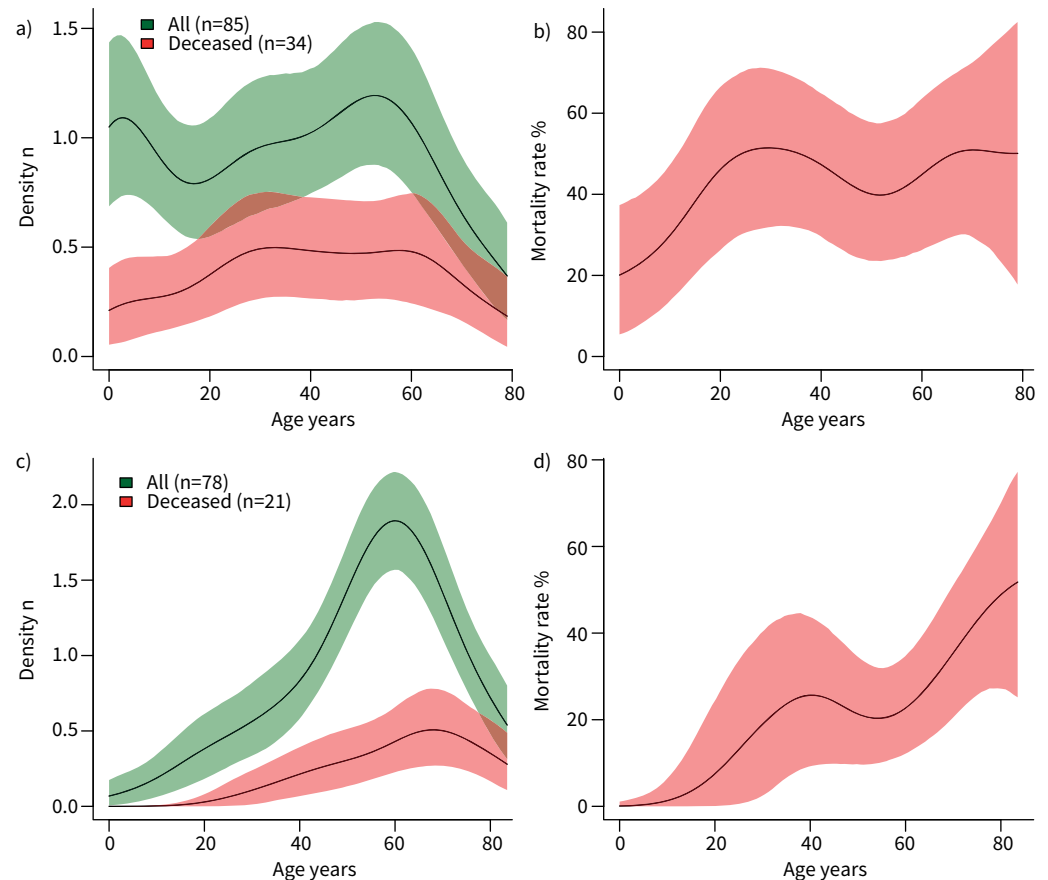 a)
All (n=85)
Deceased (n=34)
1.5
1.0
0.5
0.0
Density n
0 20 40 60 80
Age years
b)
80
60
40
20
0
Mortality rate %
0 20 40 60 80
Age years
c)
All (n=78)
Deceased (n=21)
2.0
1.5
1.0
0.5
0.0
Density n
0 20 40 60 80
Age years
d)
80
60
40
20
0
Mortality rate %
0 20 40 60 80
Age years